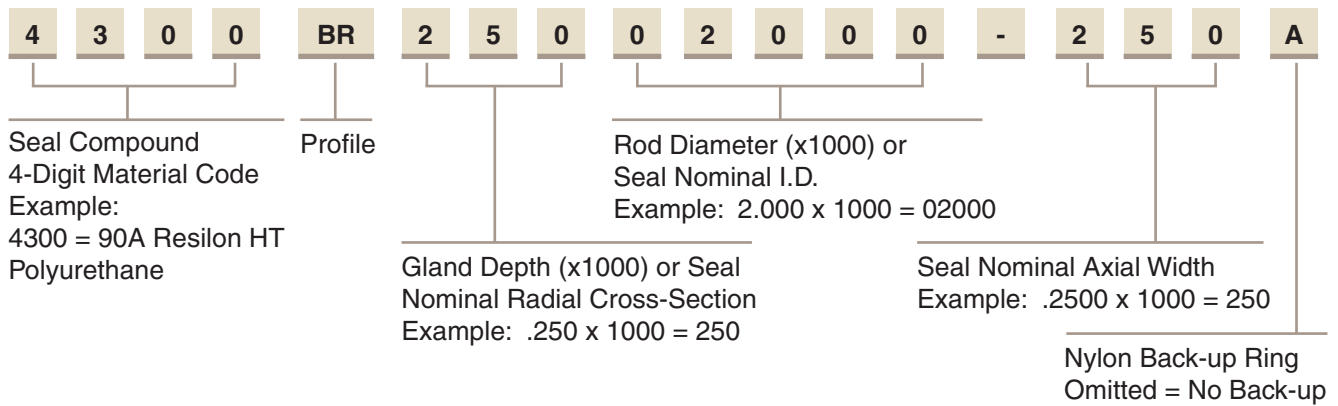 4 3 0 0 BR 2 5 0 0 2 0 0 0 - 2 5 0 A
Seal Compound
4-Digit Material Code
Example:
4300 = 90A Resilon HT
Polyurethane
Profile
Gland Depth (x1000) or Seal
Nominal Radial Cross-Section
Example: .250 x 1000 = 250
Rod Diameter (x1000) or
Seal Nominal I.D.
Example: 2.000 x 1000 = 02000
Seal Nominal Axial Width
Example: .2500 x 1000 = 250
Nylon Back-up Ring
Omitted = No Back-up